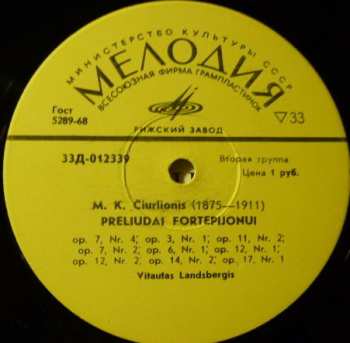 МИНИСТЕРСТВО КУЛЬТУРЫ СССР
МЕЛОДИЯ
ВСЕСОЮЗНАЯ ФИРМА ГРАМПЛАСТИНОК
Гост
5289-68
▽33
РИЖСКИЙ ЗАВОД
33Д-012339
Вторая группа
Цена 1 руб.
M. K. Čiurlionis (1875—1911)
PRELIUDAI FORTEPIJONUI
op. 7, Nr. 4; op. 3, Nr. 1; op. 11, Nr. 2;
op. 7, Nr. 2; op. 6, Nr. 1; op. 12, Nr. 1;
op. 12, Nr. 2; op. 14, Nr. 2; op. 17, Nr. 1
Vitautas Landsbergis